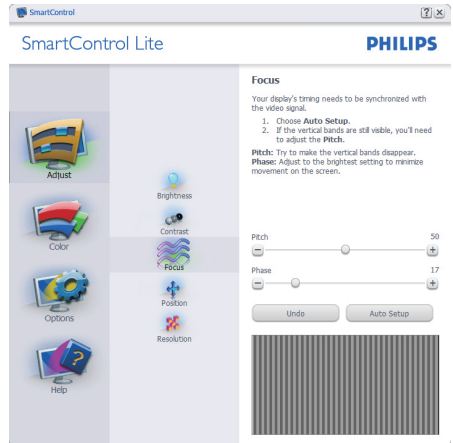 SmartControl
? ×
SmartControl Lite
PHILIPS
Adjust
Color
Options
Help
Brightness
Contrast
Focus
Position
Resolution
Focus
Your display's timing needs to be synchronized with
the video signal.
1. Choose Auto Setup.
2. If the vertical bands are still visible, you'll need
to adjust the Pitch.
Pitch: Try to make the vertical bands disappear.
Phase: Adjust to the brightest setting to minimize
movement on the screen.
Pitch 50
Phase 17
Undo Auto Setup